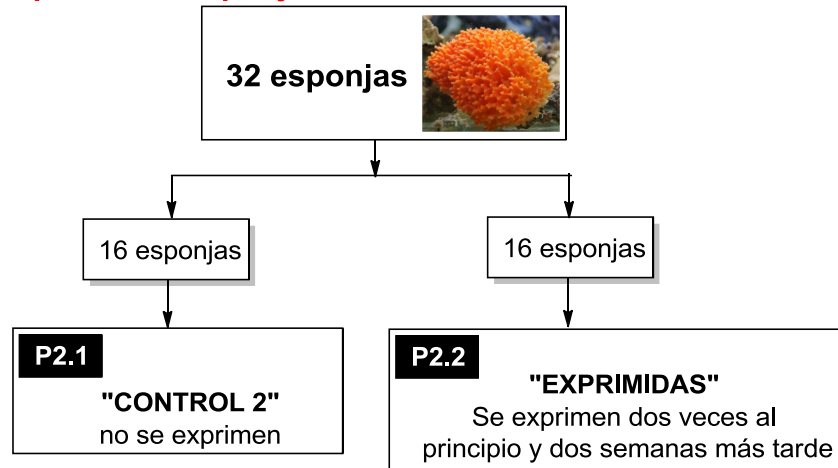 32 esponjas
16 esponjas
16 esponjas
P2.1
"CONTROL 2"
no se exprimen
P2.2
"EXPRIMIDAS"
Se exprimen dos veces al
principio y dos semanas más tarde